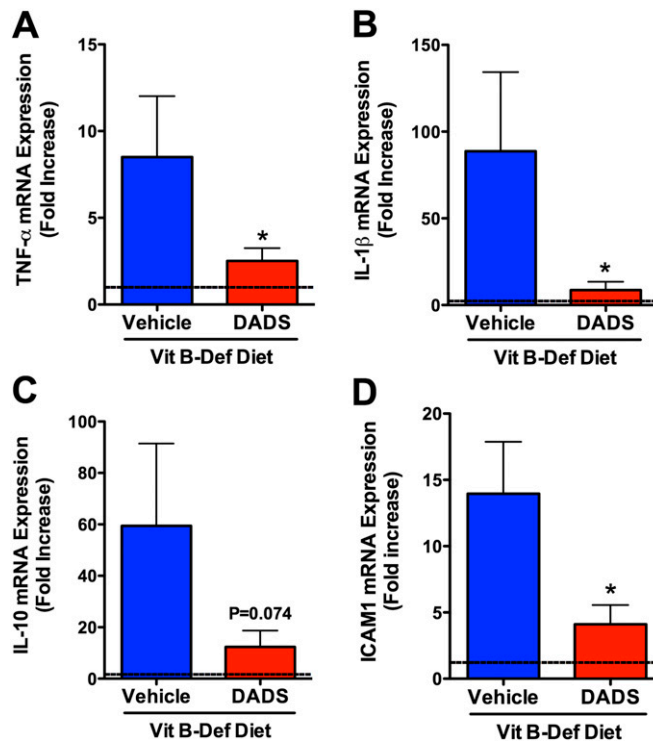 A
TNF-α mRNA Expression
(Fold Increase)
15
10
5
0
*
Vehicle DADS
Vit B-Def Diet
B
IL-1β mRNA Expression
(Fold Increase)
150
100
50
0
*
Vehicle DADS
Vit B-Def Diet
C
IL-10 mRNA Expression
(Fold Increase)
100
80
60
40
20
0
P=0.074
Vehicle DADS
Vit B-Def Diet
D
ICAM1 mRNA Expression
(Fold increase)
20
15
10
5
0
*
Vehicle DADS
Vit B-Def Diet